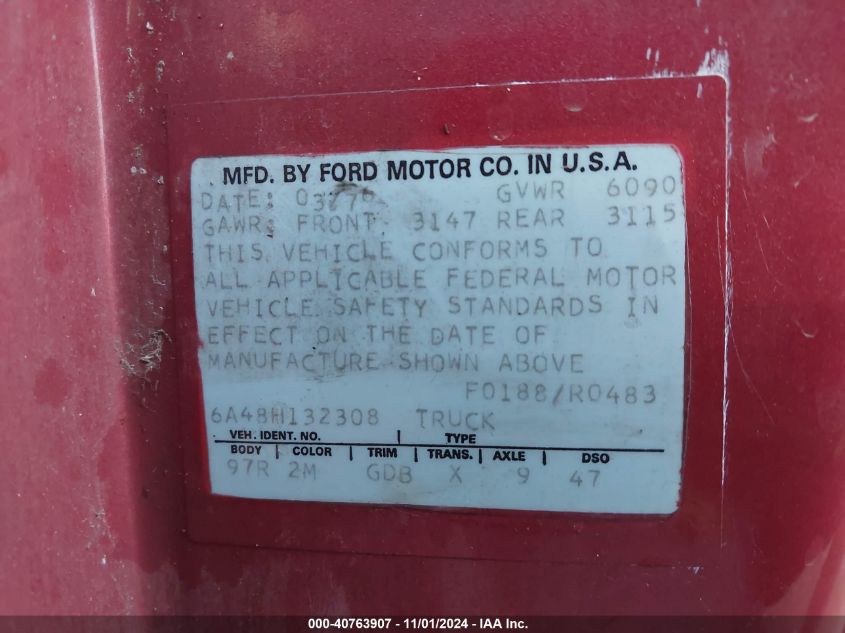 MFD. BY FORD MOTOR CO. IN U.S.A.
DATE: 03/76 GVWR 6090
GAWR: FRONT, 3147 REAR 3115
THIS VEHICLE CONFORMS TO
ALL APPLICABLE FEDERAL MOTOR
VEHICLE SAFETY STANDARDS IN
EFFECT ON THE DATE OF
MANUFACTURE SHOWN ABOVE
F0188/R0483
6A48H132308 TRUCK
VEH. IDENT. NO. | TYPE
BODY | COLOR | TRIM | TRANS. | AXLE | DSO
97R 2M GDB X 9 47
000-40763907 - 11/01/2024 - IAA Inc.